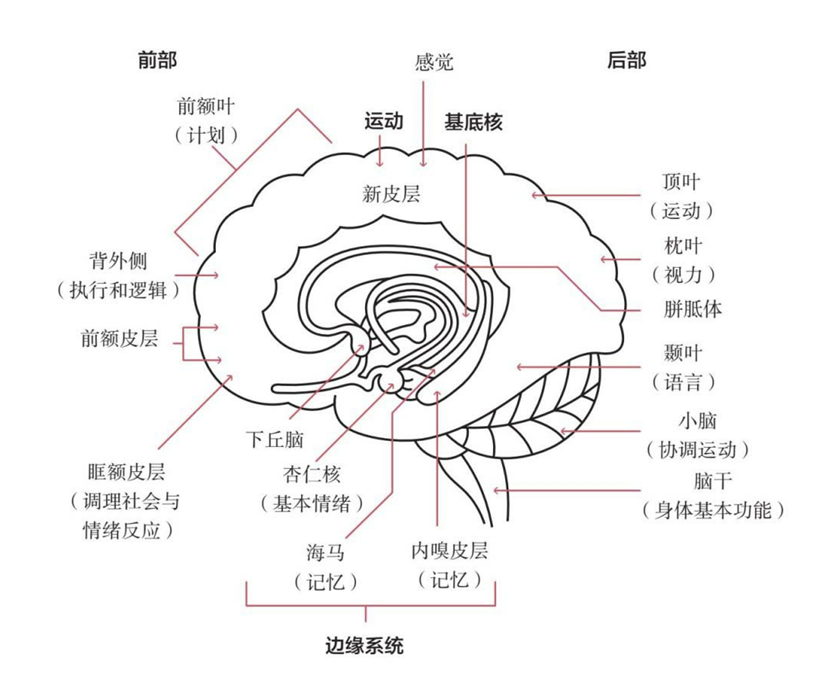 前部
感觉
后部
前额叶
（计划）
运动
基底核
新皮层
顶叶
（运动）
枕叶
（视力）
背外侧
（执行和逻辑）
胼胝体
前额皮层
颞叶
（语言）
小脑
（协调运动）
下丘脑
眶额皮层
（调理社会与
情绪反应）
杏仁核
（基本情绪）
脑干
（身体基本功能）
海马
（记忆）
内嗅皮层
（记忆）
边缘系统